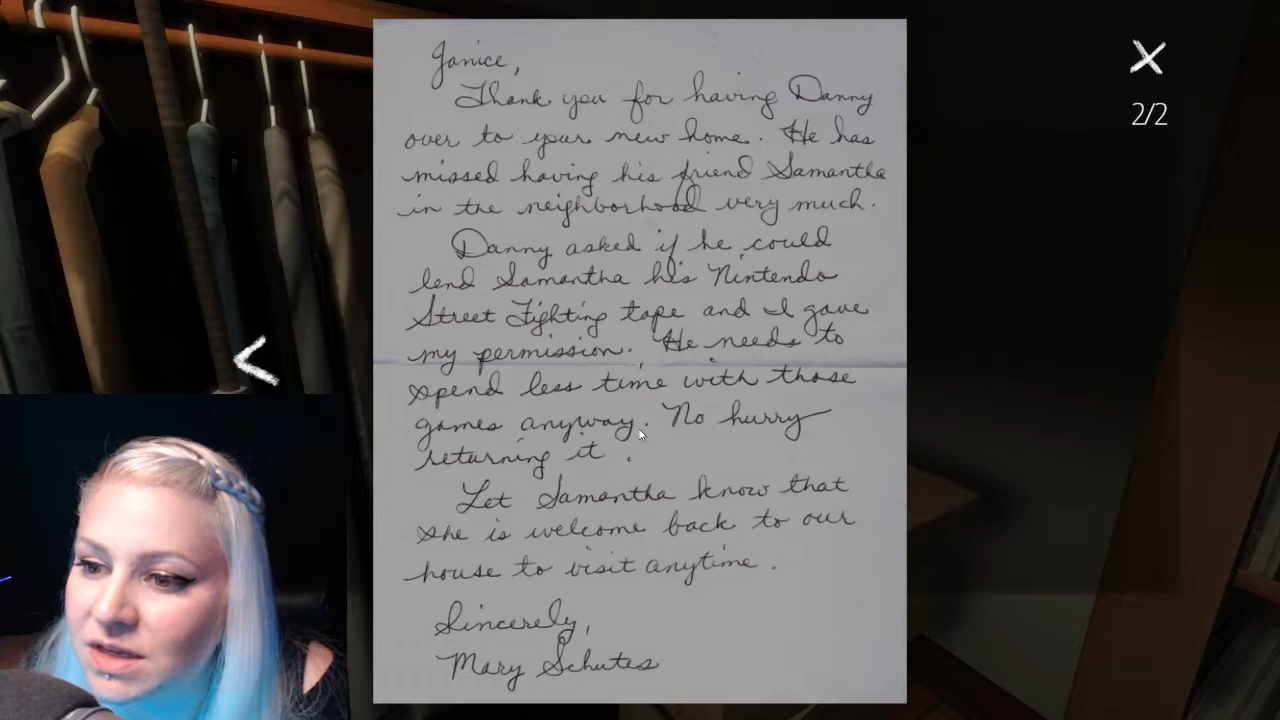 Janice,
Thank you for having Danny
over to your new home. He has
missed having his friend Samantha
in the neighborhood very much.
Danny asked if he could
lend Samantha his Nintendo
Street Fighting tape and I gave
my permission. He needs to
spend less time with those
games anyway. No hurry
returning it.
Let Samantha know that
she is welcome back to our
house to visit anytime.
Sincerely,
Mary Schutes
2/2